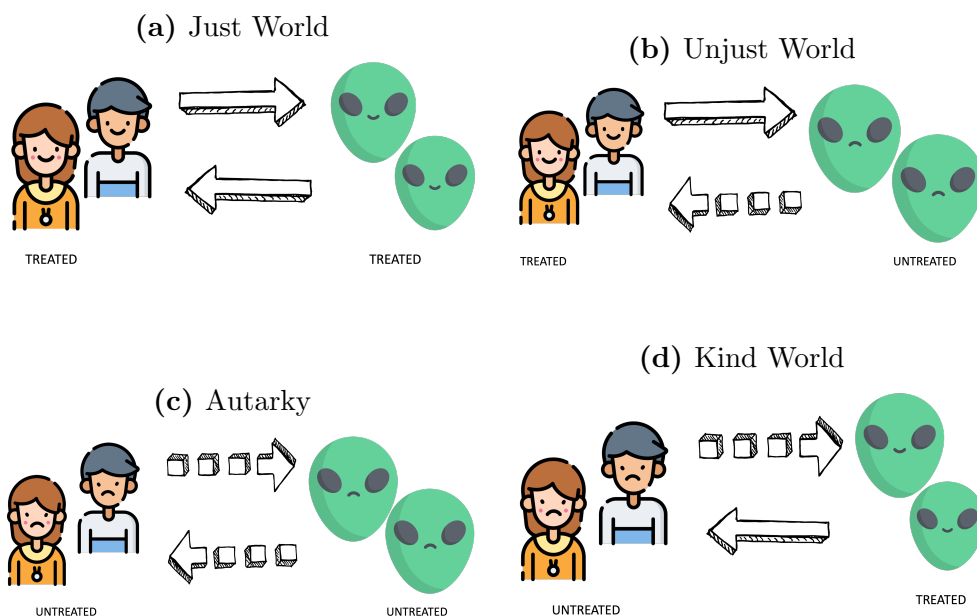 (a) Just World
TREATED
TREATED
(b) Unjust World
TREATED
UNTREATED
(c) Autarky
UNTREATED
UNTREATED
(d) Kind World
UNTREATED
TREATED